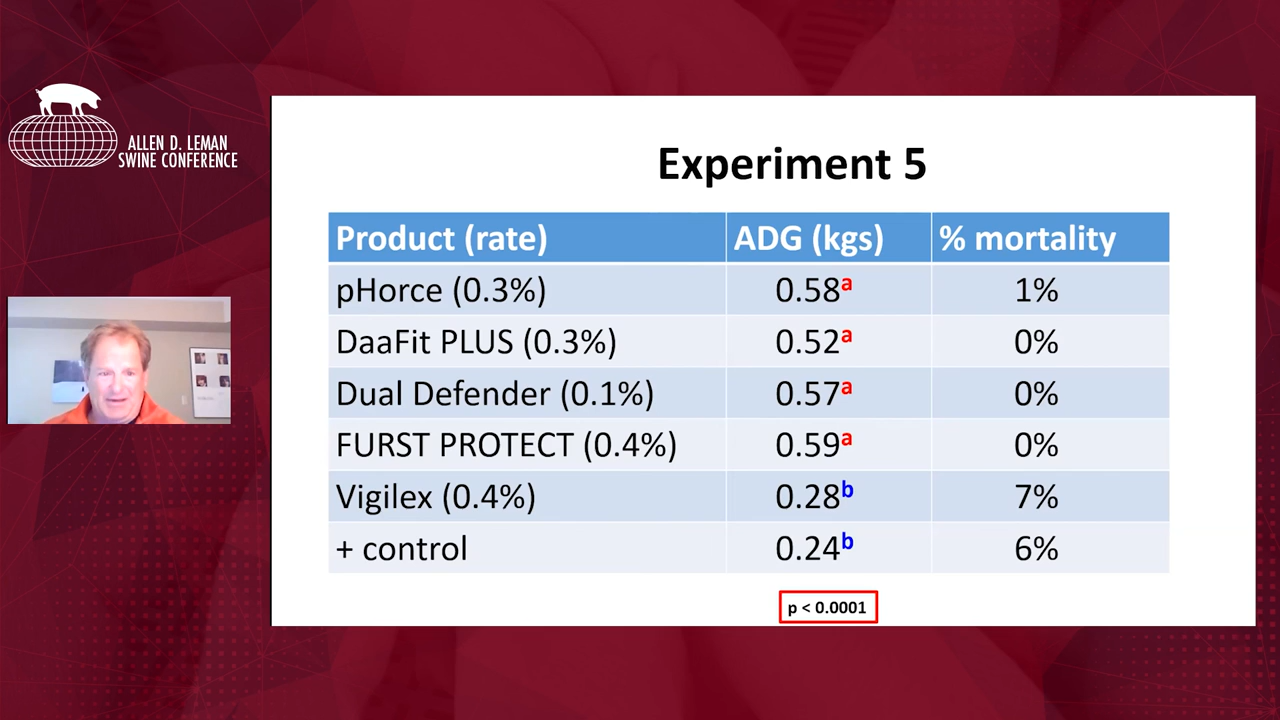 ALLEN D. LEMAN
SWINE CONFERENCE
Experiment 5
Product (rate) ADG (kgs) % mortality
pHorce (0.3%) 0.58a 1%
DaaFit PLUS (0.3%) 0.52a 0%
Dual Defender (0.1%) 0.57a 0%
FURST PROTECT (0.4%) 0.59a 0%
Vigilex (0.4%) 0.28b 7%
+ control 0.24b 6%
p < 0.0001